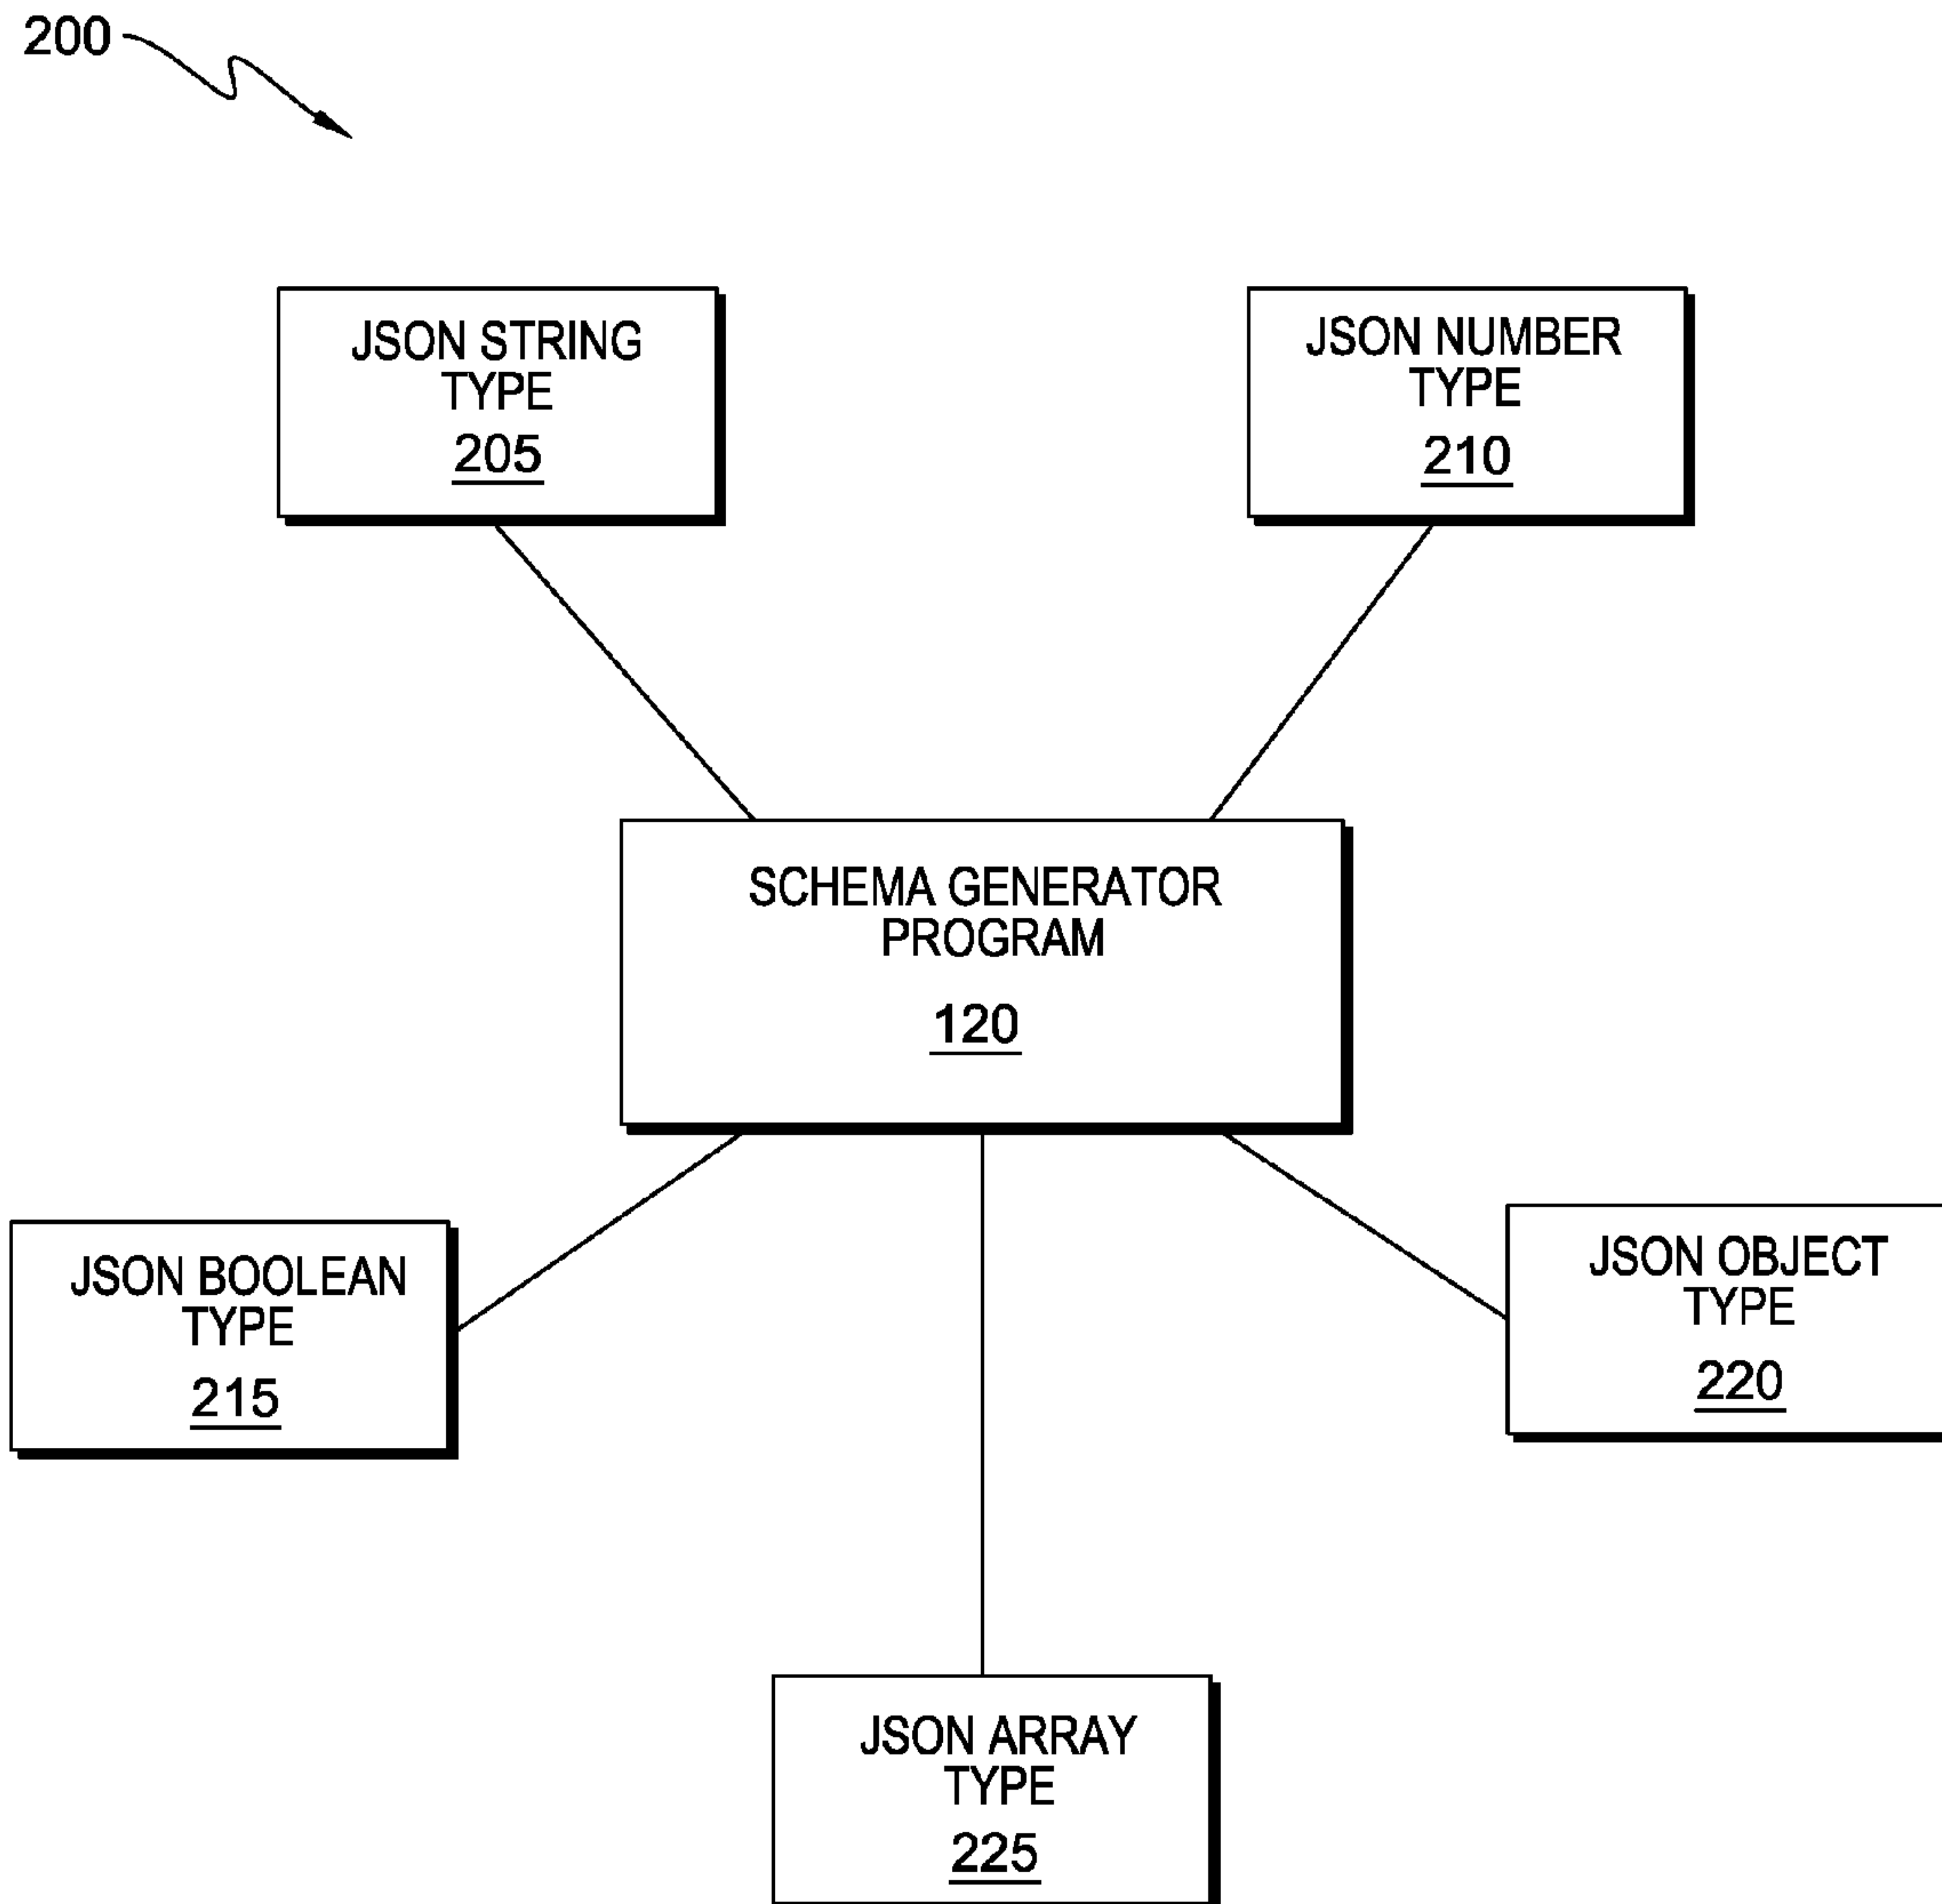 200
JSON STRING
TYPE
205
JSON NUMBER
TYPE
210
SCHEMA GENERATOR
PROGRAM
120
JSON BOOLEAN
TYPE
215
JSON OBJECT
TYPE
220
JSON ARRAY
TYPE
225